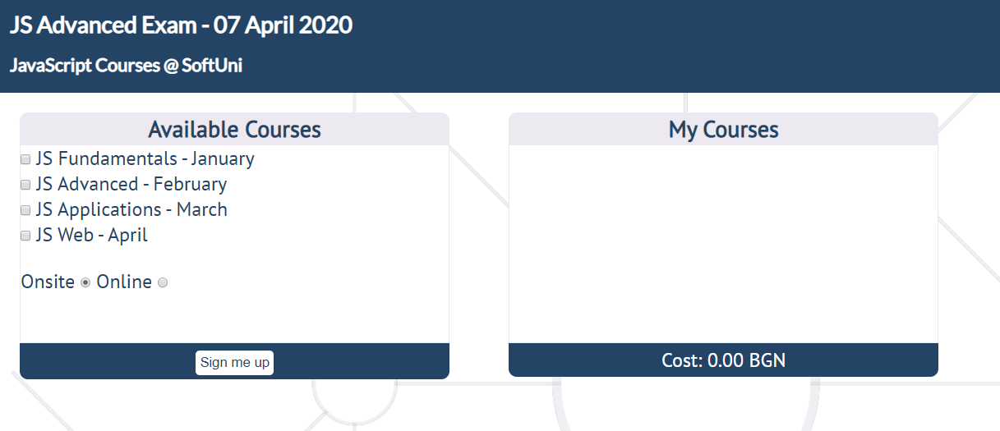 JS Advanced Exam - 07 April 2020
JavaScript Courses @ SoftUni
Available Courses
JS Fundamentals - January
JS Advanced - February
JS Applications - March
JS Web - April
Onsite Online
Sign me up
My Courses
Cost: 0.00 BGN